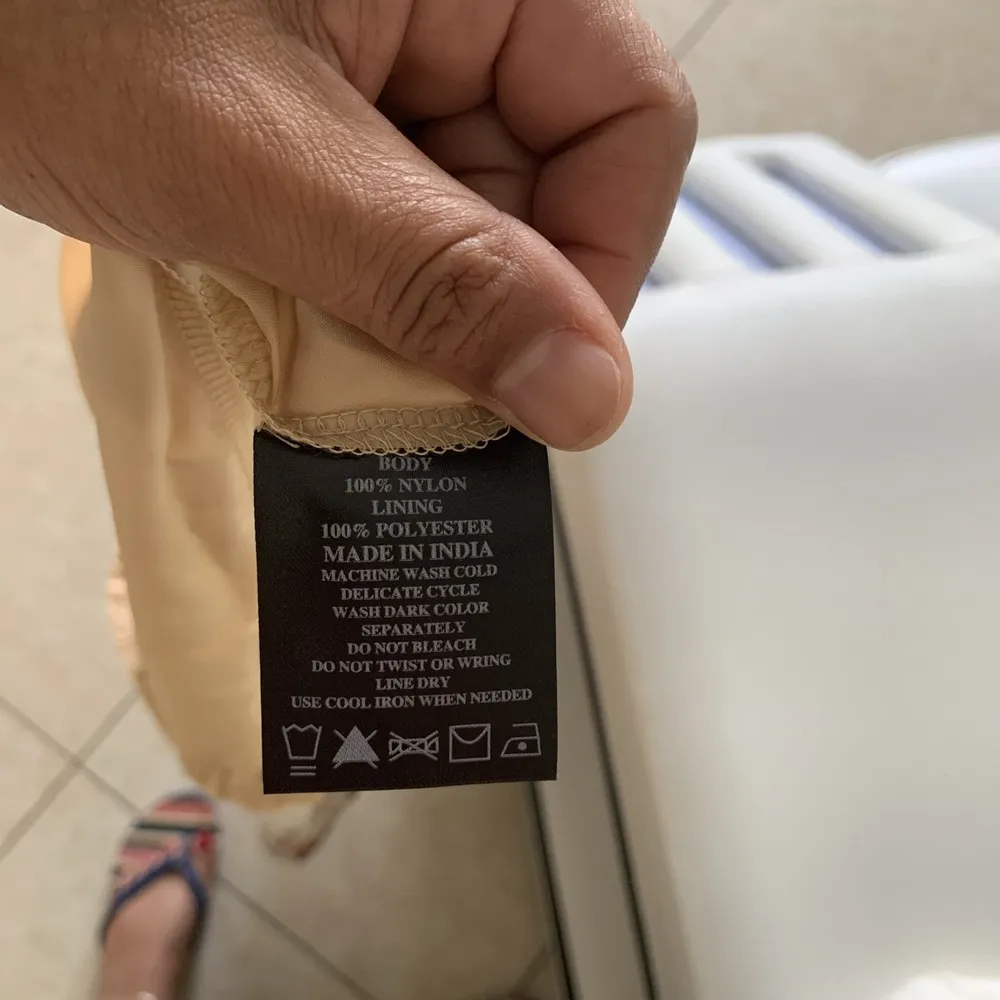 BODY
100% NYLON
LINING
100% POLYESTER
MADE IN INDIA
MACHINE WASH COLD
DELICATE CYCLE
WASH DARK COLOR
SEPARATELY
DO NOT BLEACH
DO NOT TWIST OR WRING
LINE DRY
USE COOL IRON WHEN NEEDED